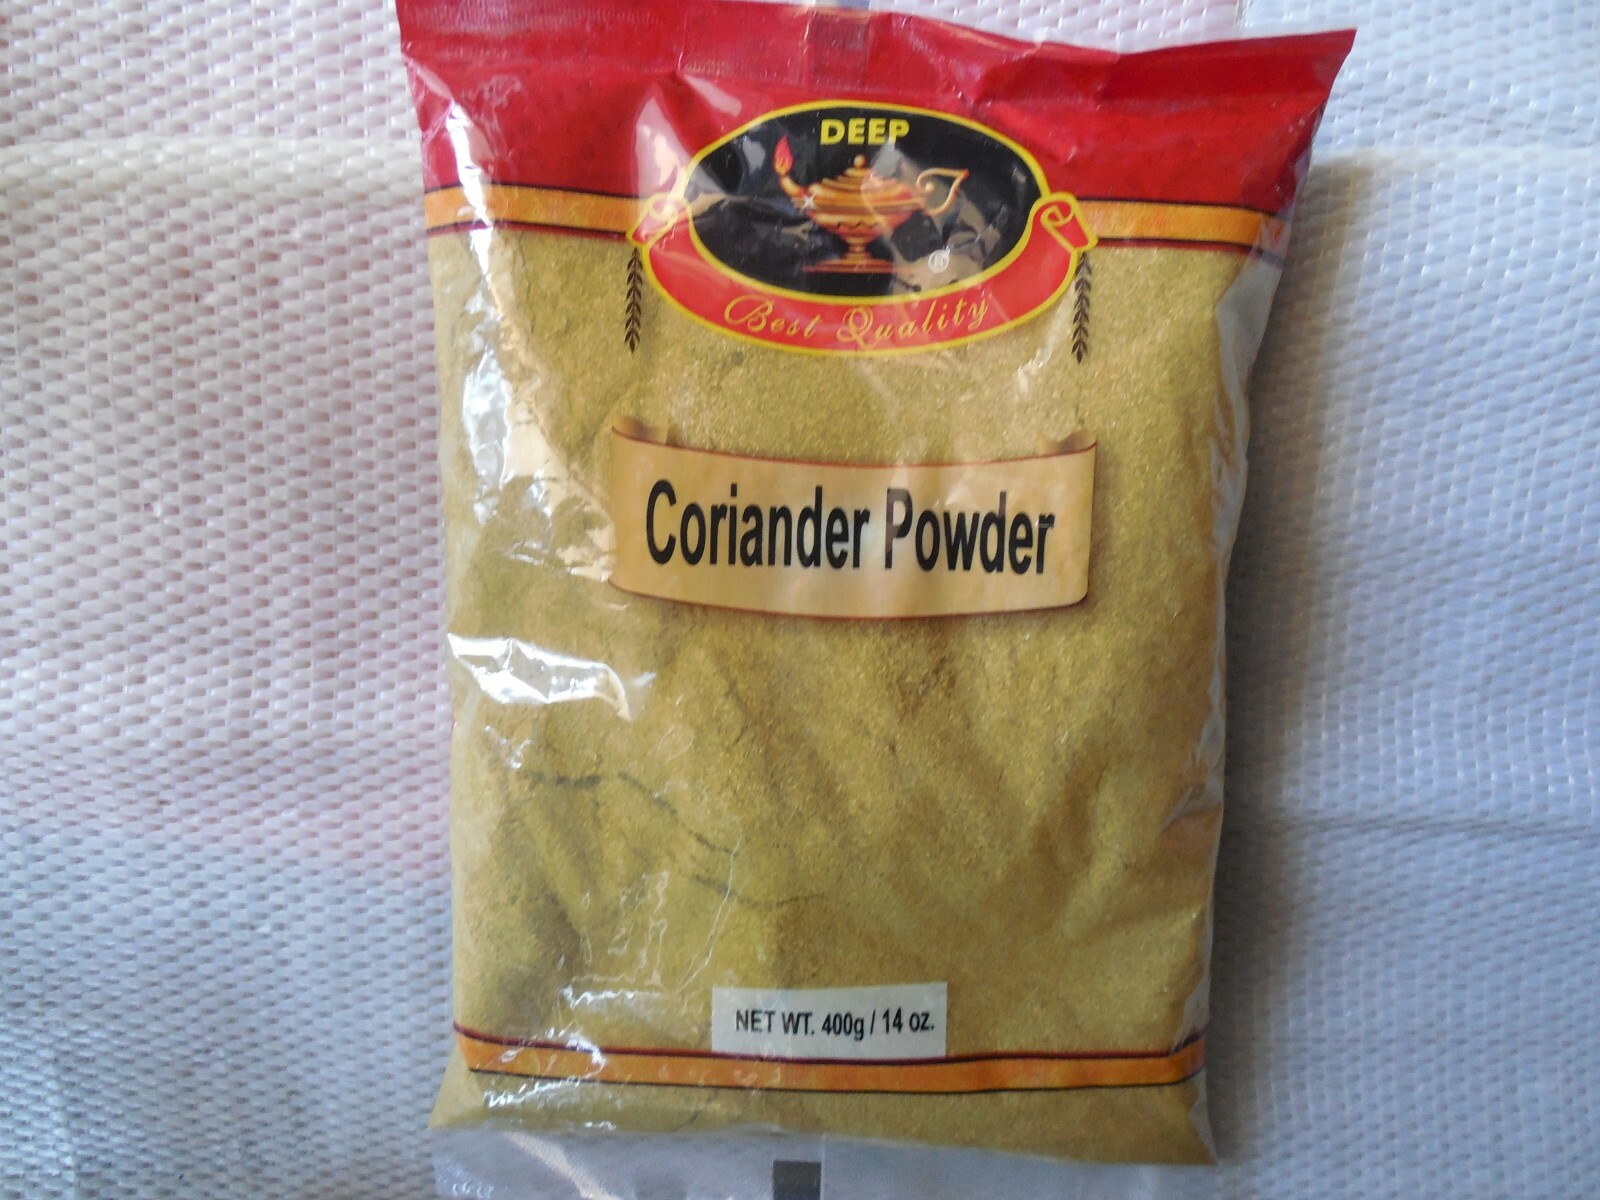 DEEP
®
Best Quality
Coriander Powder
NET WT. 400g / 14 oz.